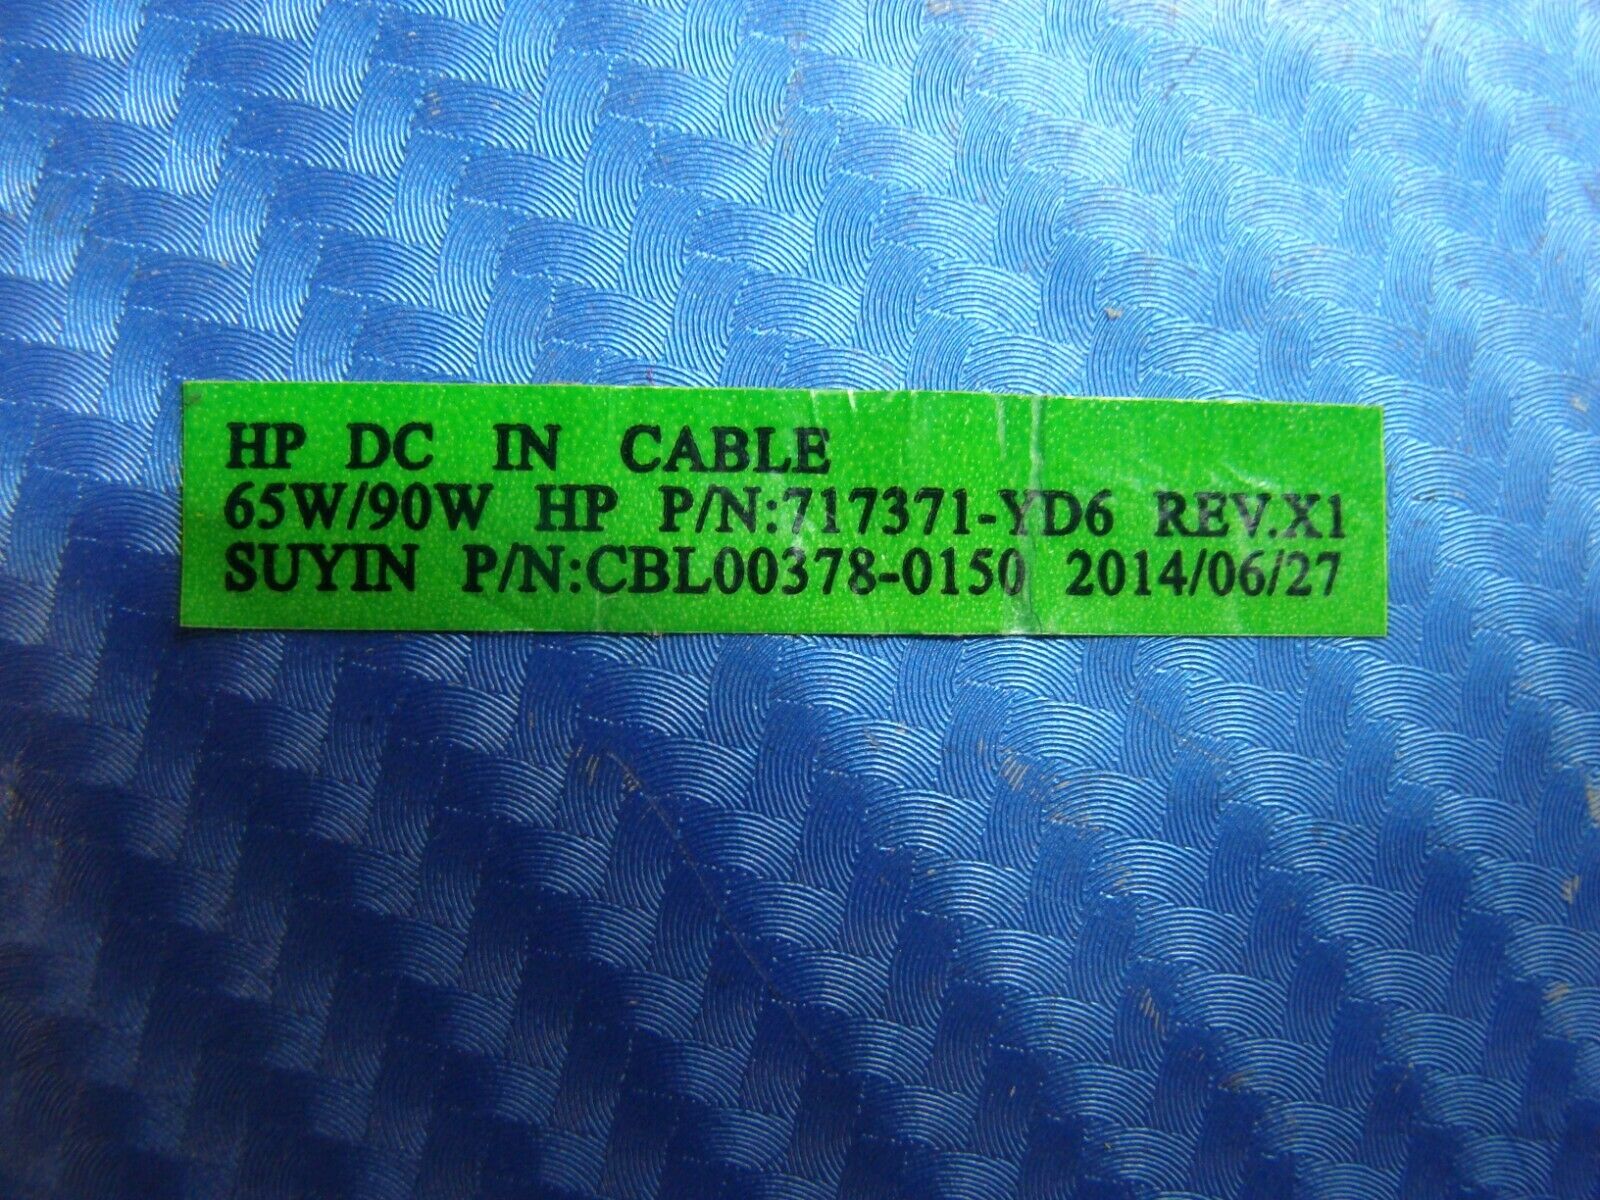 HP DC IN CABLE
65W/90W HP P/N:717371-YD6 REV.X1
SUYIN P/N:CBL00378-0150 2014/06/27